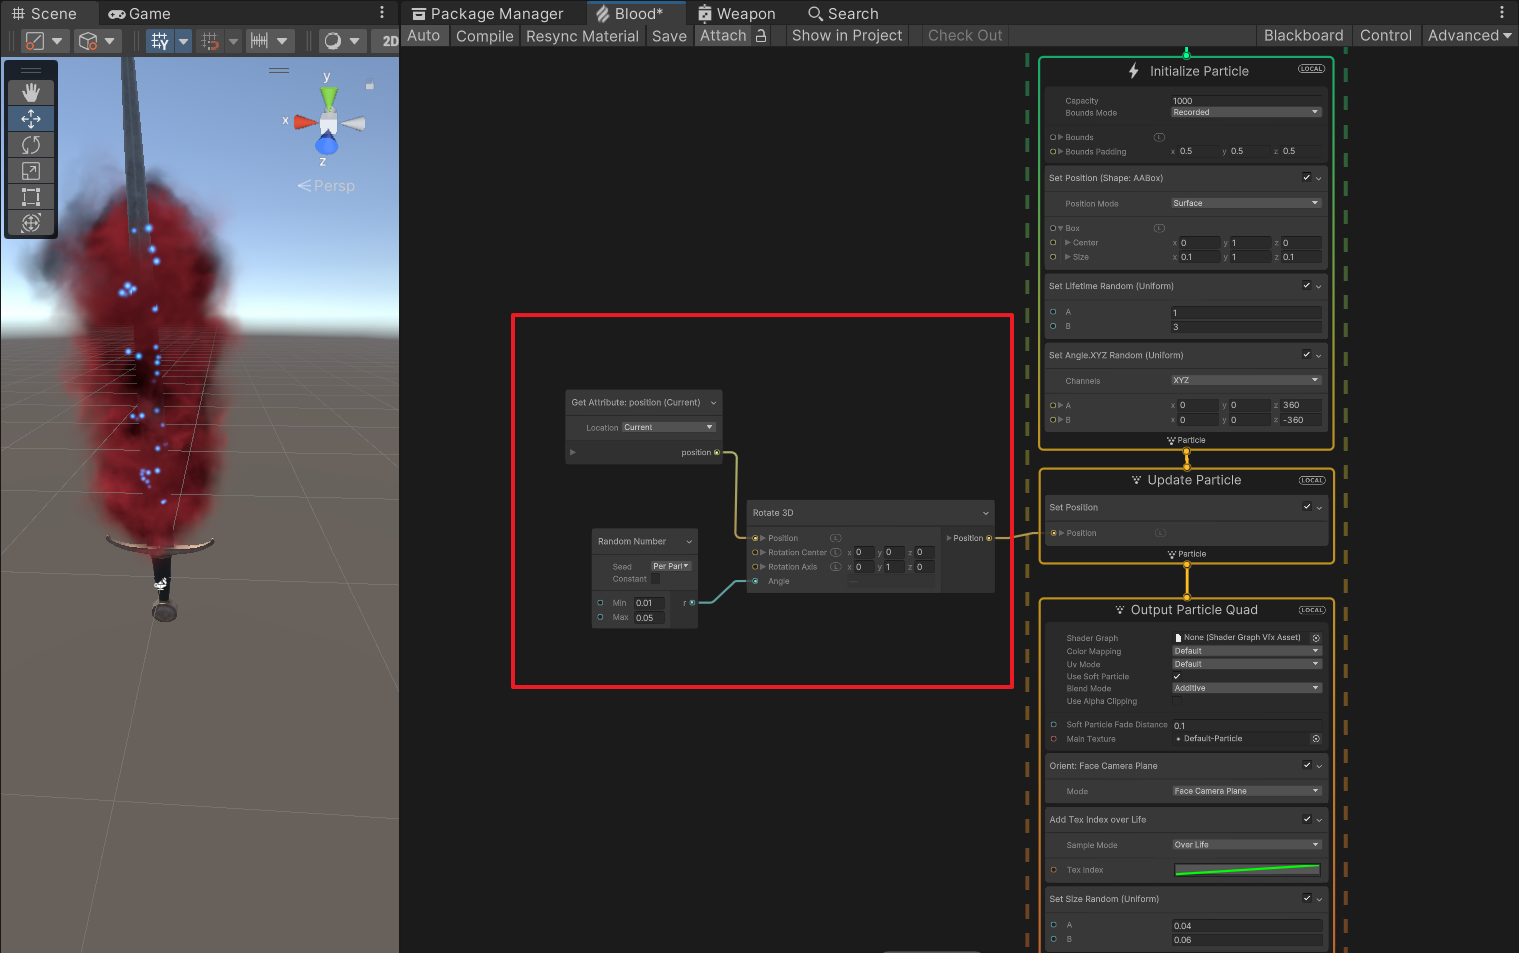 Scene
Game
Package Manager
Blood*
Weapon
Search
2D
Auto
Compile
Resync Material
Save
Attach
Show in Project
Check Out
Blackboard
Control
Advanced
y
x
z
Persp
Initialize Particle
LOCAL
Capacity 1000
Bounds Mode Recorded
Bounds L
Bounds Padding x 0.5 y 0.5 z 0.5
Set Position (Shape: AABox)
Position Mode Surface
Box L
Center x 0 y 1 z 0
Size x 0.1 y 1 z 0.1
Set Lifetime Random (Uniform)
A 1
B 3
Set Angle.XYZ Random (Uniform)
Channels XYZ
A x 0 y 0 z 360
B x 0 y 0 z -360
Particle
Get Attribute: position (Current)
Location Current
position
Random Number
Seed Per Parti
Constant
Min 0.01 r
Max 0.05
Rotate 3D
Position L
Rotation Center L x 0 y 0 z 0
Rotation Axis L x 0 y 1 z 0
Angle
Position
Update Particle
LOCAL
Set Position
Position L
Particle
Output Particle Quad
LOCAL
Shader Graph None (Shader Graph Vfx Asset)
Color Mapping Default
Uv Mode Default
Use Soft Particle
Blend Mode Additive
Use Alpha Clipping
Soft Particle Fade Distance 0.1
Main Texture Default-Particle
Orient: Face Camera Plane
Mode Face Camera Plane
Add Tex Index over Life
Sample Mode Over Life
Tex Index
Set Size Random (Uniform)
A 0.04
B 0.06